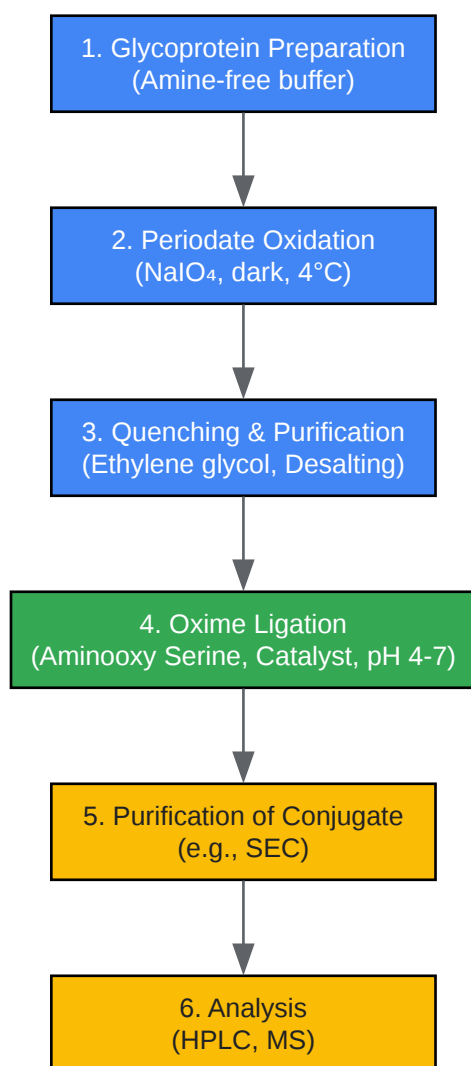 1. Glycoprotein Preparation
(Amine-free buffer)
2. Periodate Oxidation
(NaIO₄, dark, 4°C)
3. Quenching & Purification
(Ethylene glycol, Desalting)
4. Oxime Ligation
(Aminooxy Serine, Catalyst, pH 4-7)
5. Purification of Conjugate
(e.g., SEC)
6. Analysis
(HPLC, MS)